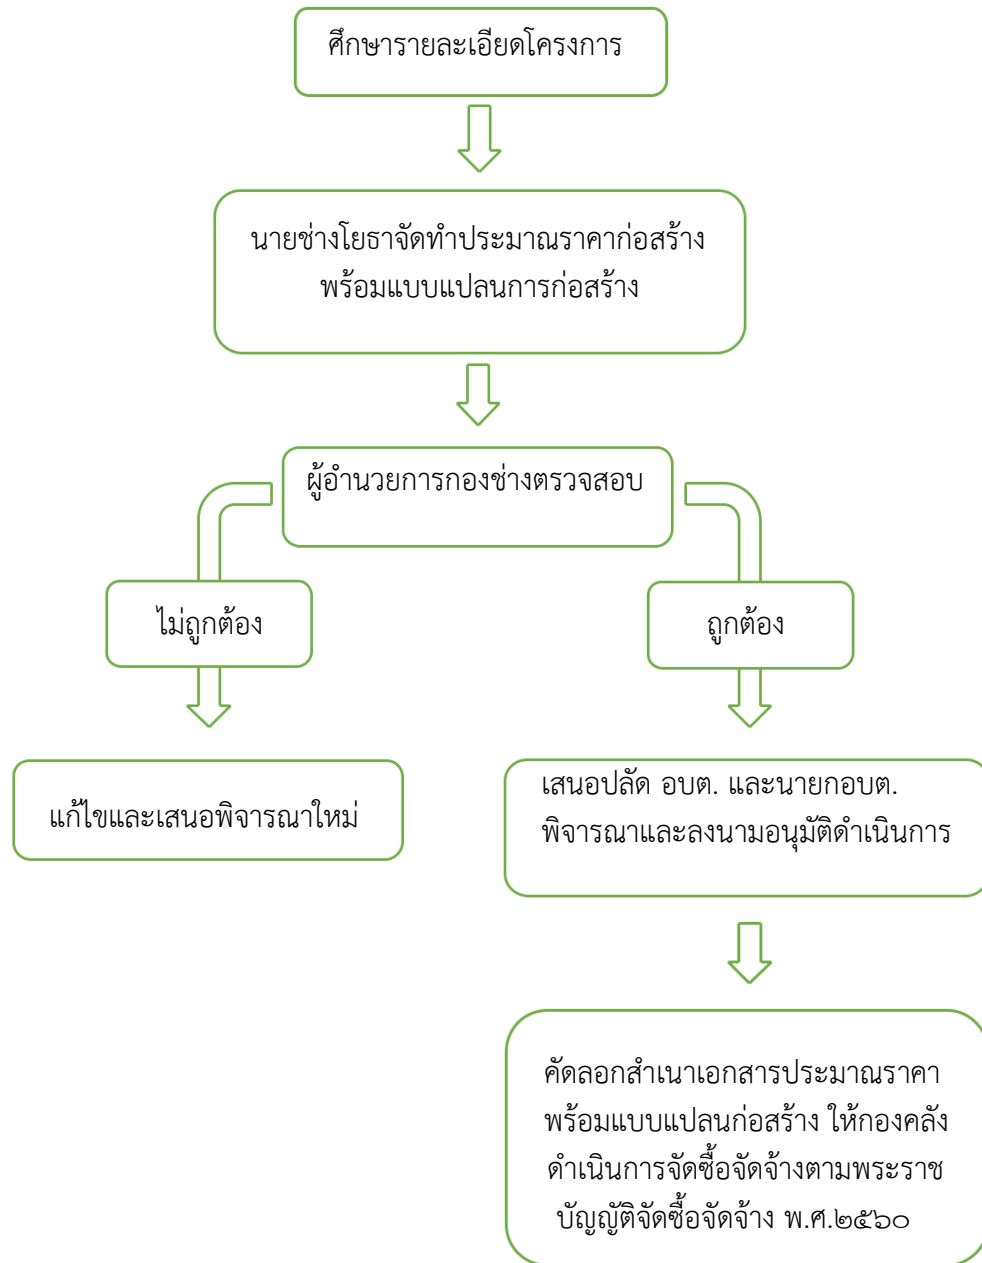 ศึกษารายละเอียดโครงการ
นายช่างโยธาจัดทำประมาณราคาก่อสร้าง
พร้อมแบบแปลนการก่อสร้าง
ผู้อำนวยการกองช่างตรวจสอบ
ไม่ถูกต้อง
ถูกต้อง
แก้ไขและเสนอพิจารณาใหม่
เสนอปลัด อบต. และนายกอบต.
พิจารณาและลงนามอนุมัติดำเนินการ
คัดลอกสำเนาเอกสารประมาณราคา
พร้อมแบบแปลนก่อสร้าง ให้กองคลัง
ดำเนินการจัดซื้อจัดจ้างตามพระราช
บัญญัติจัดซื้อจัดจ้าง พ.ศ.๒๕๖๐